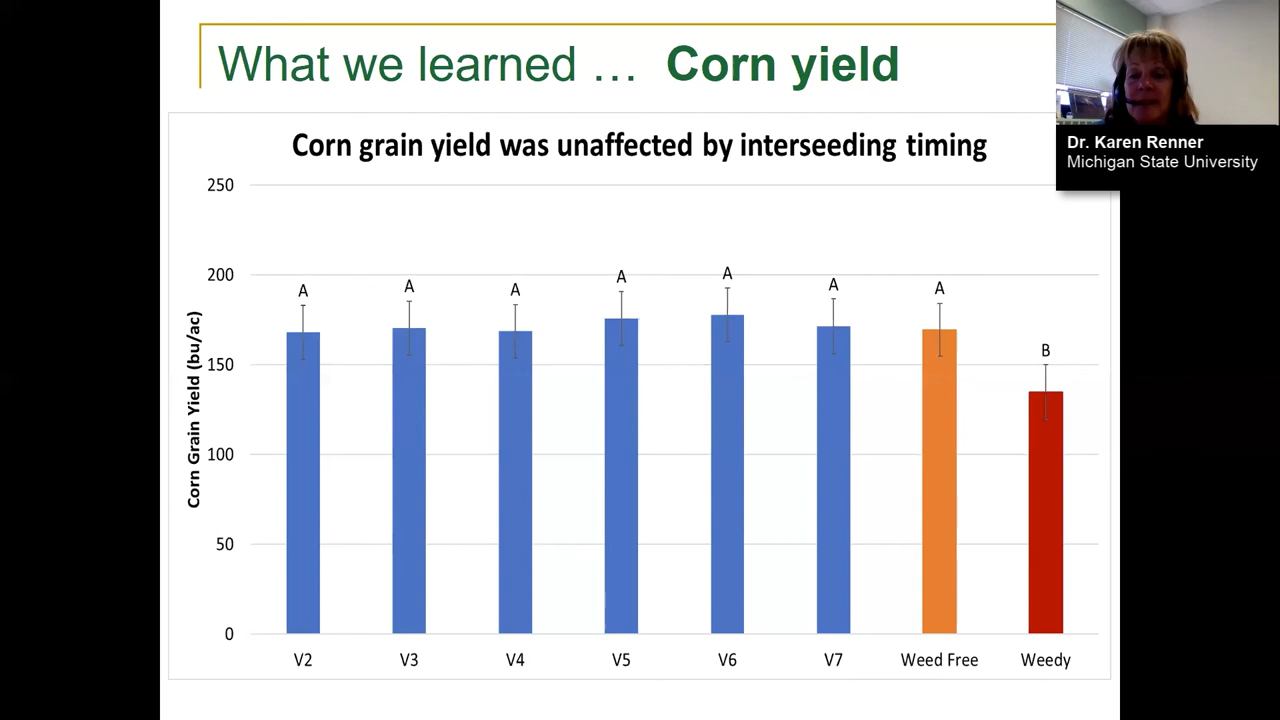 What we learned … Corn yield
Dr. Karen Renner
Michigan State University
Corn grain yield was unaffected by interseeding timing
Corn Grain Yield (bu/ac)
250
200
150
100
50
0
A
A
A
A
A
A
A
B
V2
V3
V4
V5
V6
V7
Weed Free
Weedy